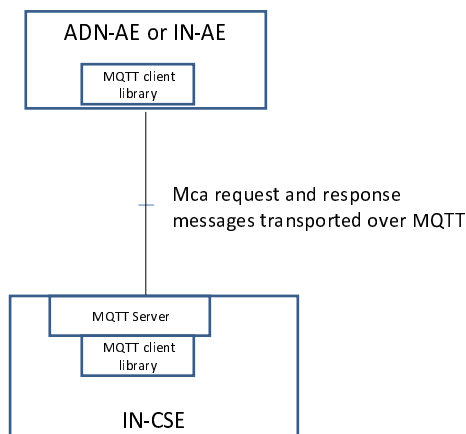 ADN-AE or IN-AE
MQTT client
library
Mca request and response
messages transported over MQTT
MQTT Server
MQTT client
library
IN-CSE